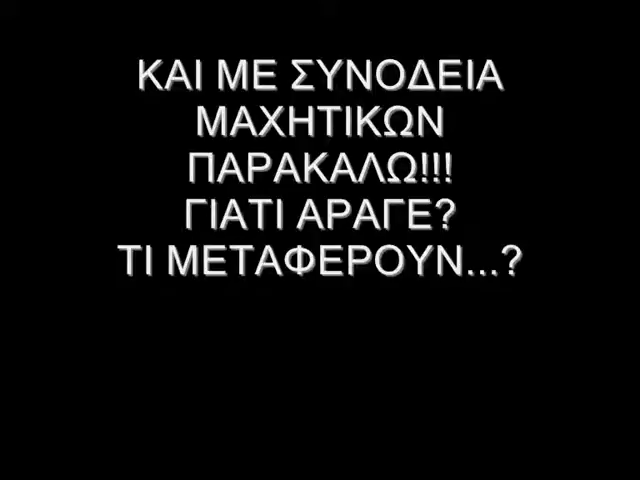 ΚΑΙ ΜΕ ΣΥΝΟΔΕΙΑ
ΜΑΧΗΤΙΚΩΝ
ΠΑΡΑΚΑΛΩ!!!
ΓΙΑΤΙ ΑΡΑΓΕ?
ΤΙ ΜΕΤΑΦΕΡΟΥΝ...?